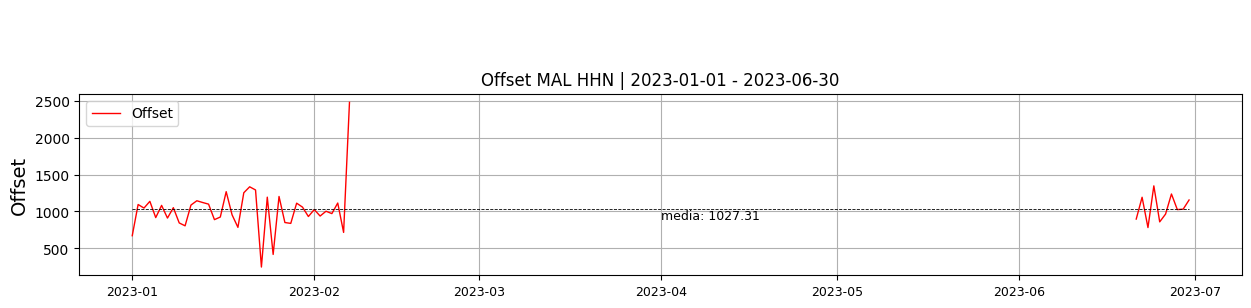 Offset MAL HHN | 2023-01-01 - 2023-06-30
Offset
2500
2000
1500
1000
500
Offset
media: 1027.31
2023-01 2023-02 2023-03 2023-04 2023-05 2023-06 2023-07